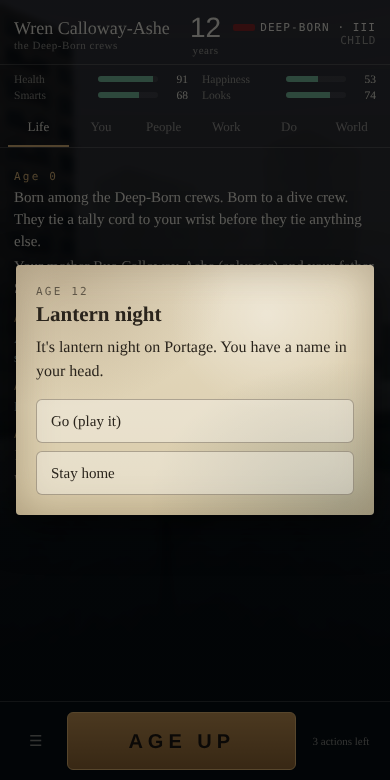 Wren Calloway-Ashe
the Deep-Born crews
12
years
DEEP-BORN · III
CHILD
Health 91 Happiness 53
Smarts 68 Looks 74
Life You People Work Do World
Age 0
Born among the Deep-Born crews. Born to a dive crew.
They tie a tally cord to your wrist before they tie anything
else.
AGE 12
Lantern night
It's lantern night on Portage. You have a name in
your head.
Go (play it)
Stay home
☰ AGE UP 3 actions left